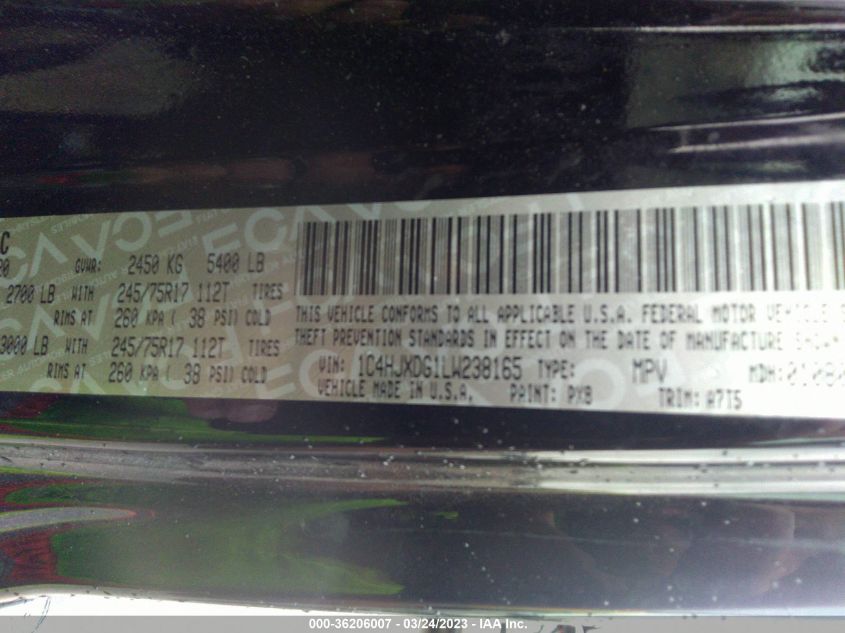 C
20 GVWR: 2450 KG 5400 LB
2700 LB WITH 245/75R17 112T TIRES
RIMS AT 260 KPA ( 38 PSI) COLD
3000 LB WITH 245/75R17 112T TIRES
RIMS AT 260 KPA ( 38 PSI) COLD
THIS VEHICLE CONFORMS TO ALL APPLICABLE U.S.A. FEDERAL MOTOR VEHICLE
THEFT PREVENTION STANDARDS IN EFFECT ON THE DATE OF MANUFACTURE
VIN: 1C4HJXDG1LW238165 TYPE: MPV MDH: 01080
VEHICLE MADE IN U.S.A. PAINT: PX8 TRIM: A7T5
000-36206007 - 03/24/2023 - IAA Inc.